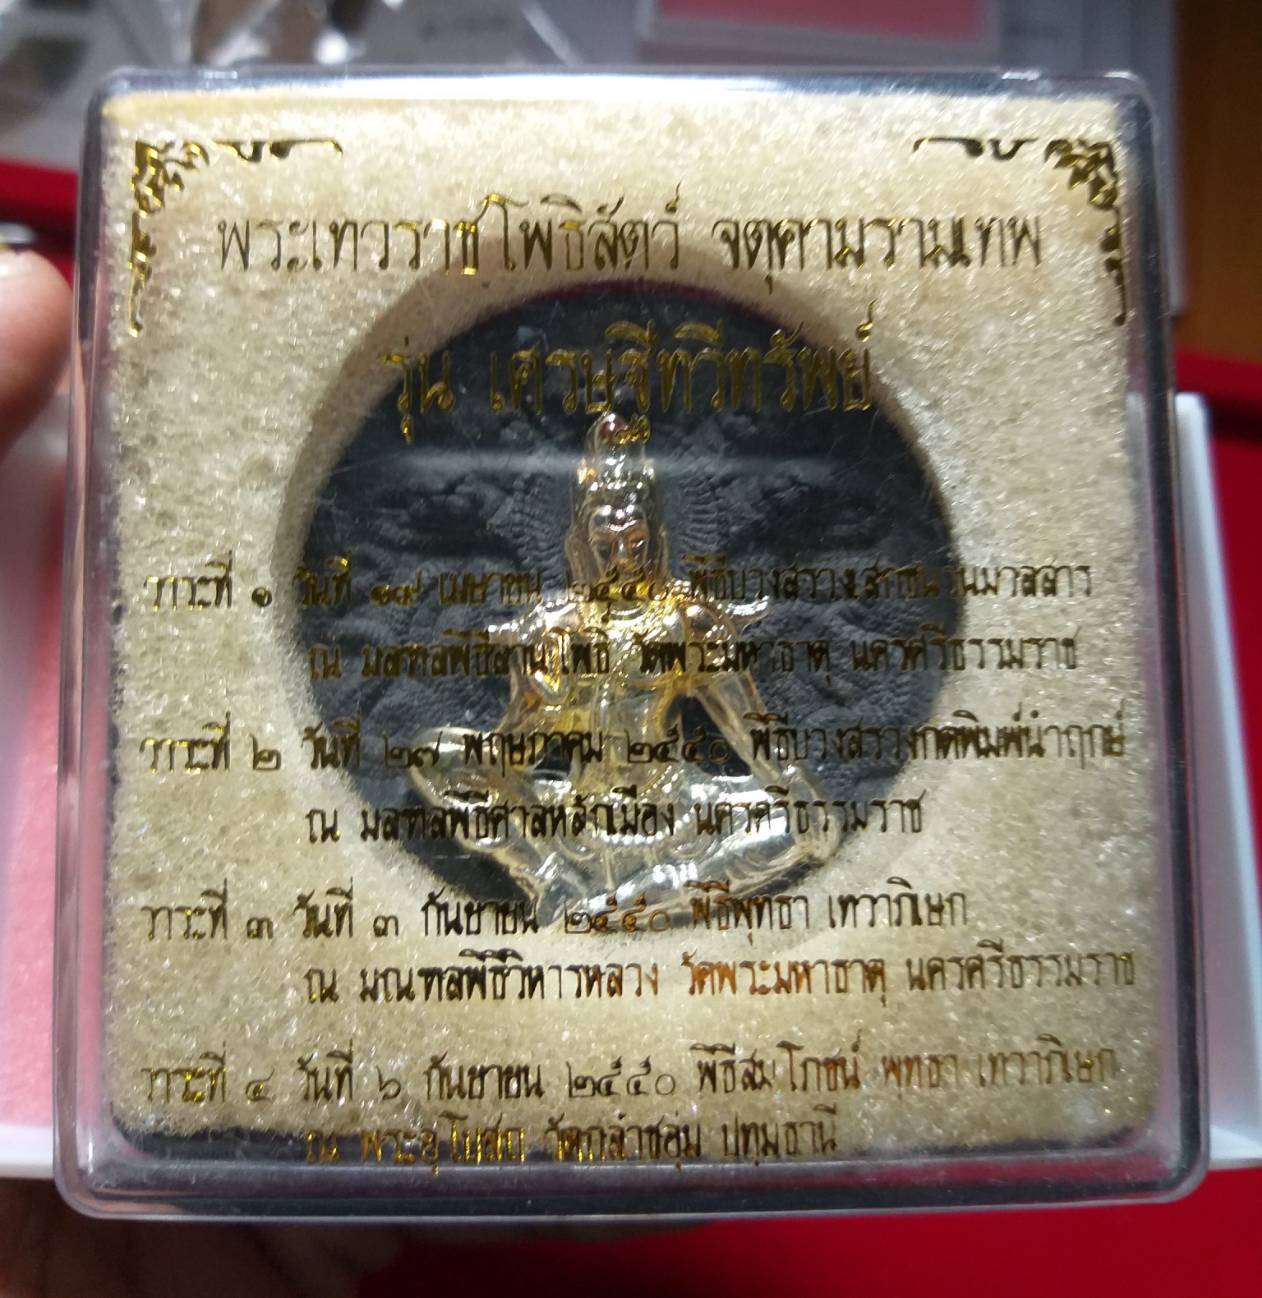 พระเทวราชโพธิสัตว์ จตุคามรามเทพ
รุ่น เศรษฐีทวีทรัพย์
วาระที่ ๑ วันที่ ๑๙ เมษายน ๒๕๕๐ พิธีบวงสรวง มวลสาร
ณ มลฑลพิธีลานโพธิ์ วัดพระมหาธาตุ นครศรีธรรมราช
วาระที่ ๒ วันที่ ๒๗ พฤษภาคม ๒๕๕๐ พิธีบวงสรวงกดพิมพ์นำฤกษ์
ณ มลฑลพิธีศาลหลักเมือง นครศรีธรรมราช
วาระที่ ๓ วันที่ ๓ กันยายน ๒๕๕๐ พิธีพุทธา เทวาภิเษก
ณ มณฑลพิธีวิหารหลวง วัดพระมหาธาตุ นครศรีธรรมราช
วาระที่ ๔ วันที่ ๖ กันยายน ๒๕๕๐ พิธีสมโภชน์ พุทธา เทวาภิเษก
ณ พระอุโบสถ วัดกล่ำชอุ่ม ปทุมธานี